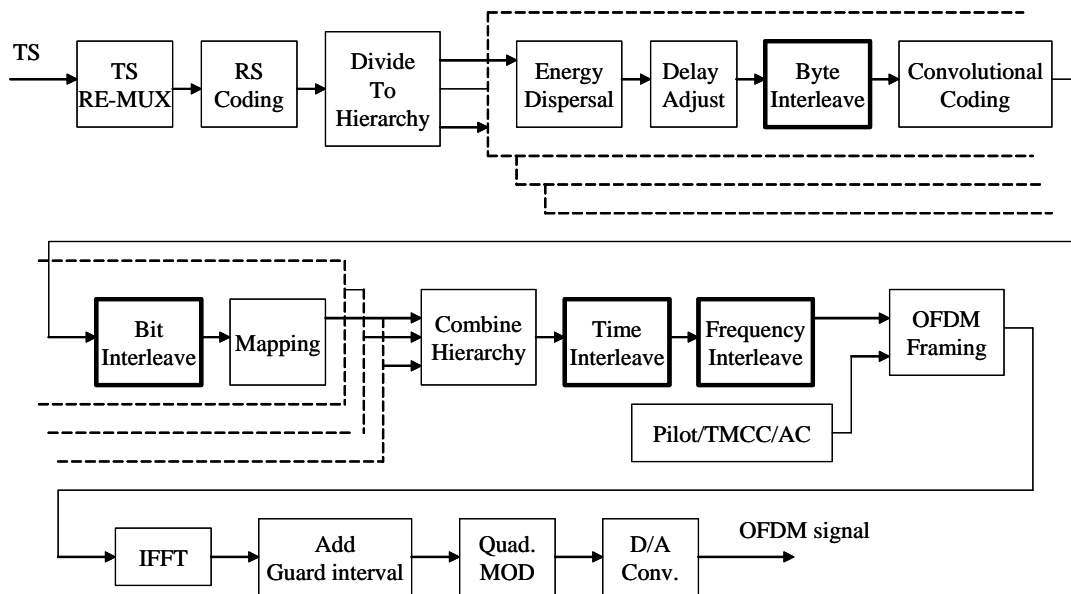 TS
TS
RE-MUX
RS
Coding
Divide
To
Hierarchy
Energy
Dispersal
Delay
Adjust
Byte
Interleave
Convolutional
Coding
Bit
Interleave
Mapping
Combine
Hierarchy
Time
Interleave
Frequency
Interleave
OFDM
Framing
Pilot/TMCC/AC
IFFT
Add
Guard interval
Quad.
MOD
D/A
Conv.
OFDM signal